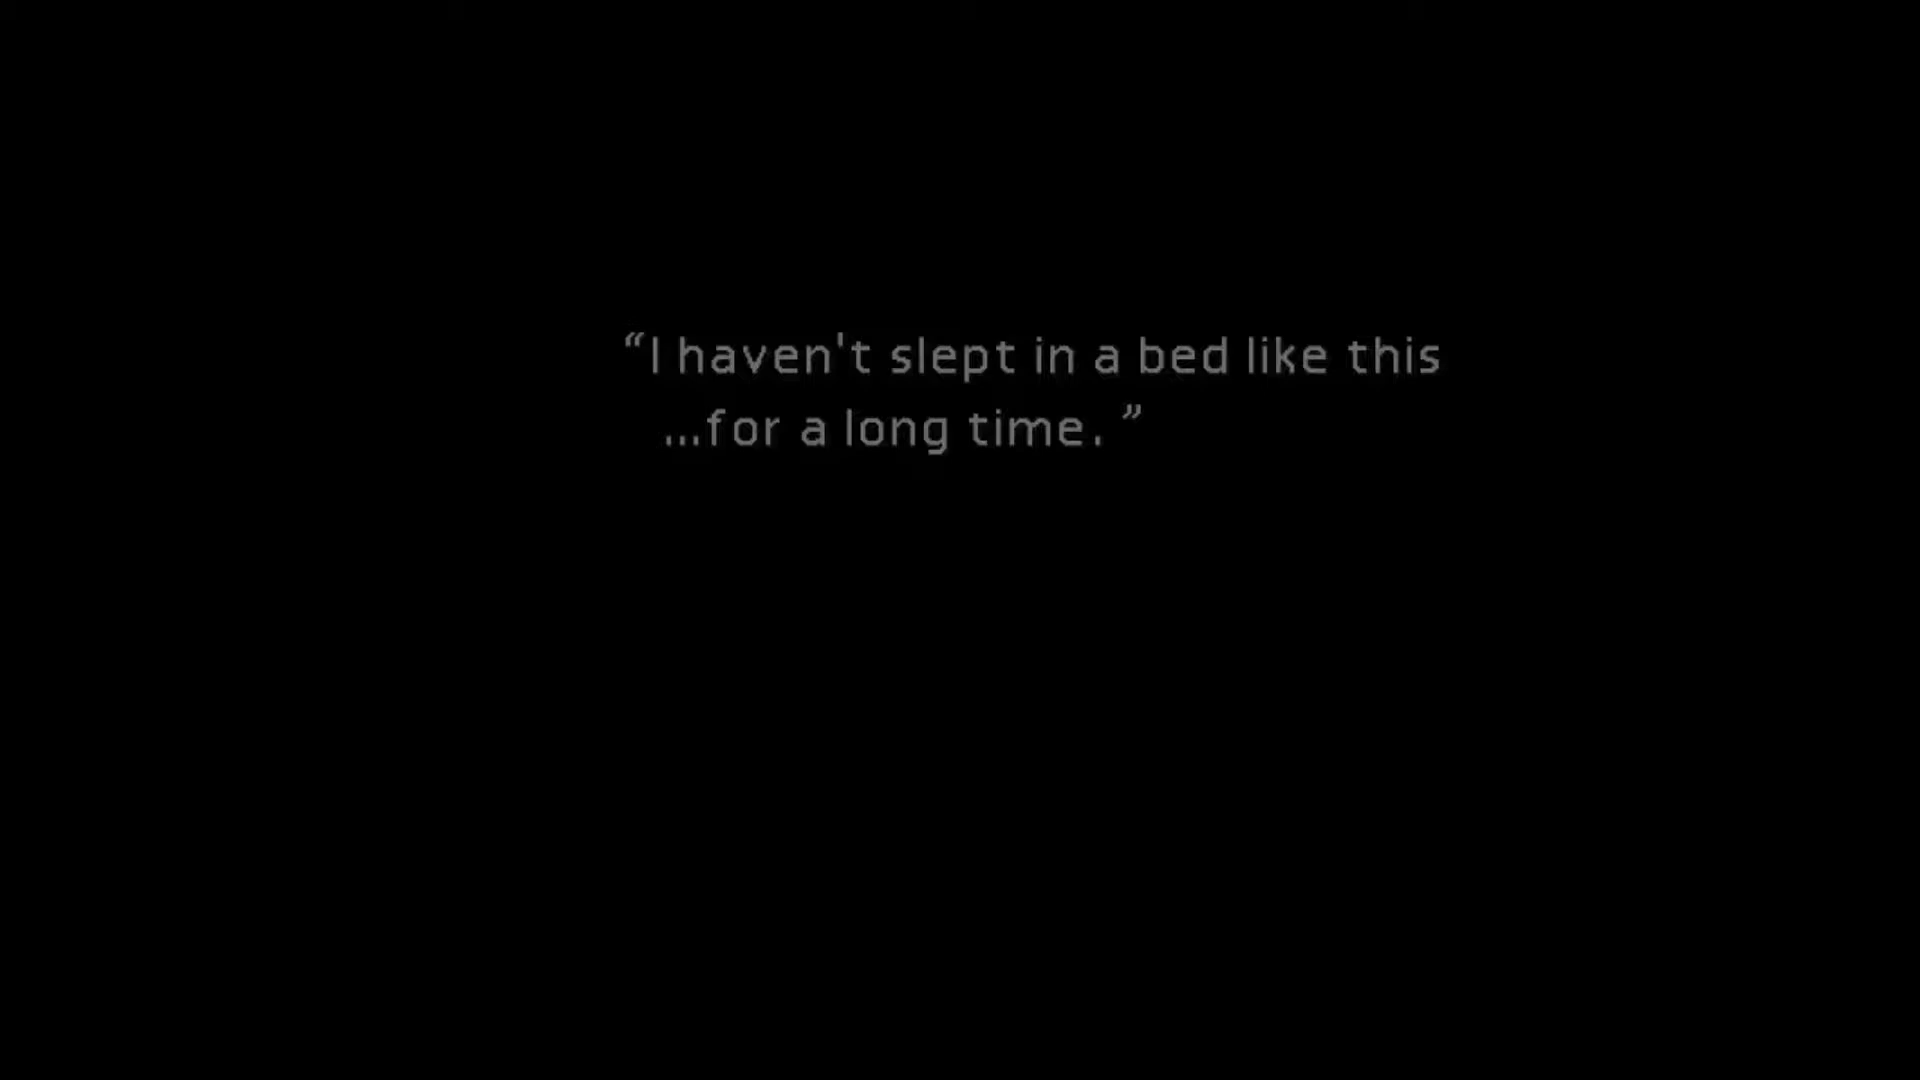 “I haven't slept in a bed like this
...for a long time. ”